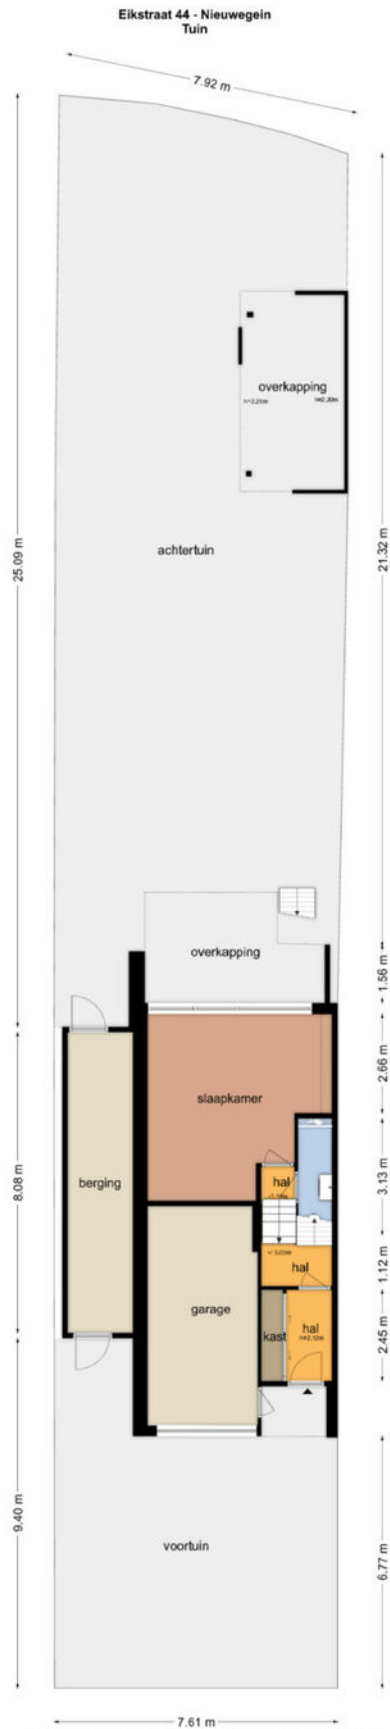 Eikstraat 44 - Nieuwegein
Tuin
7.92 m
overkapping
achtertuin
25.09 m
21.32 m
overkapping
1.56 m
slaapkamer
2.66 m
berging
8.08 m
hal
3.13 m
hal
1.12 m
garage
kast
hal
2.45 m
9.40 m
voortuin
6.77 m
7.61 m